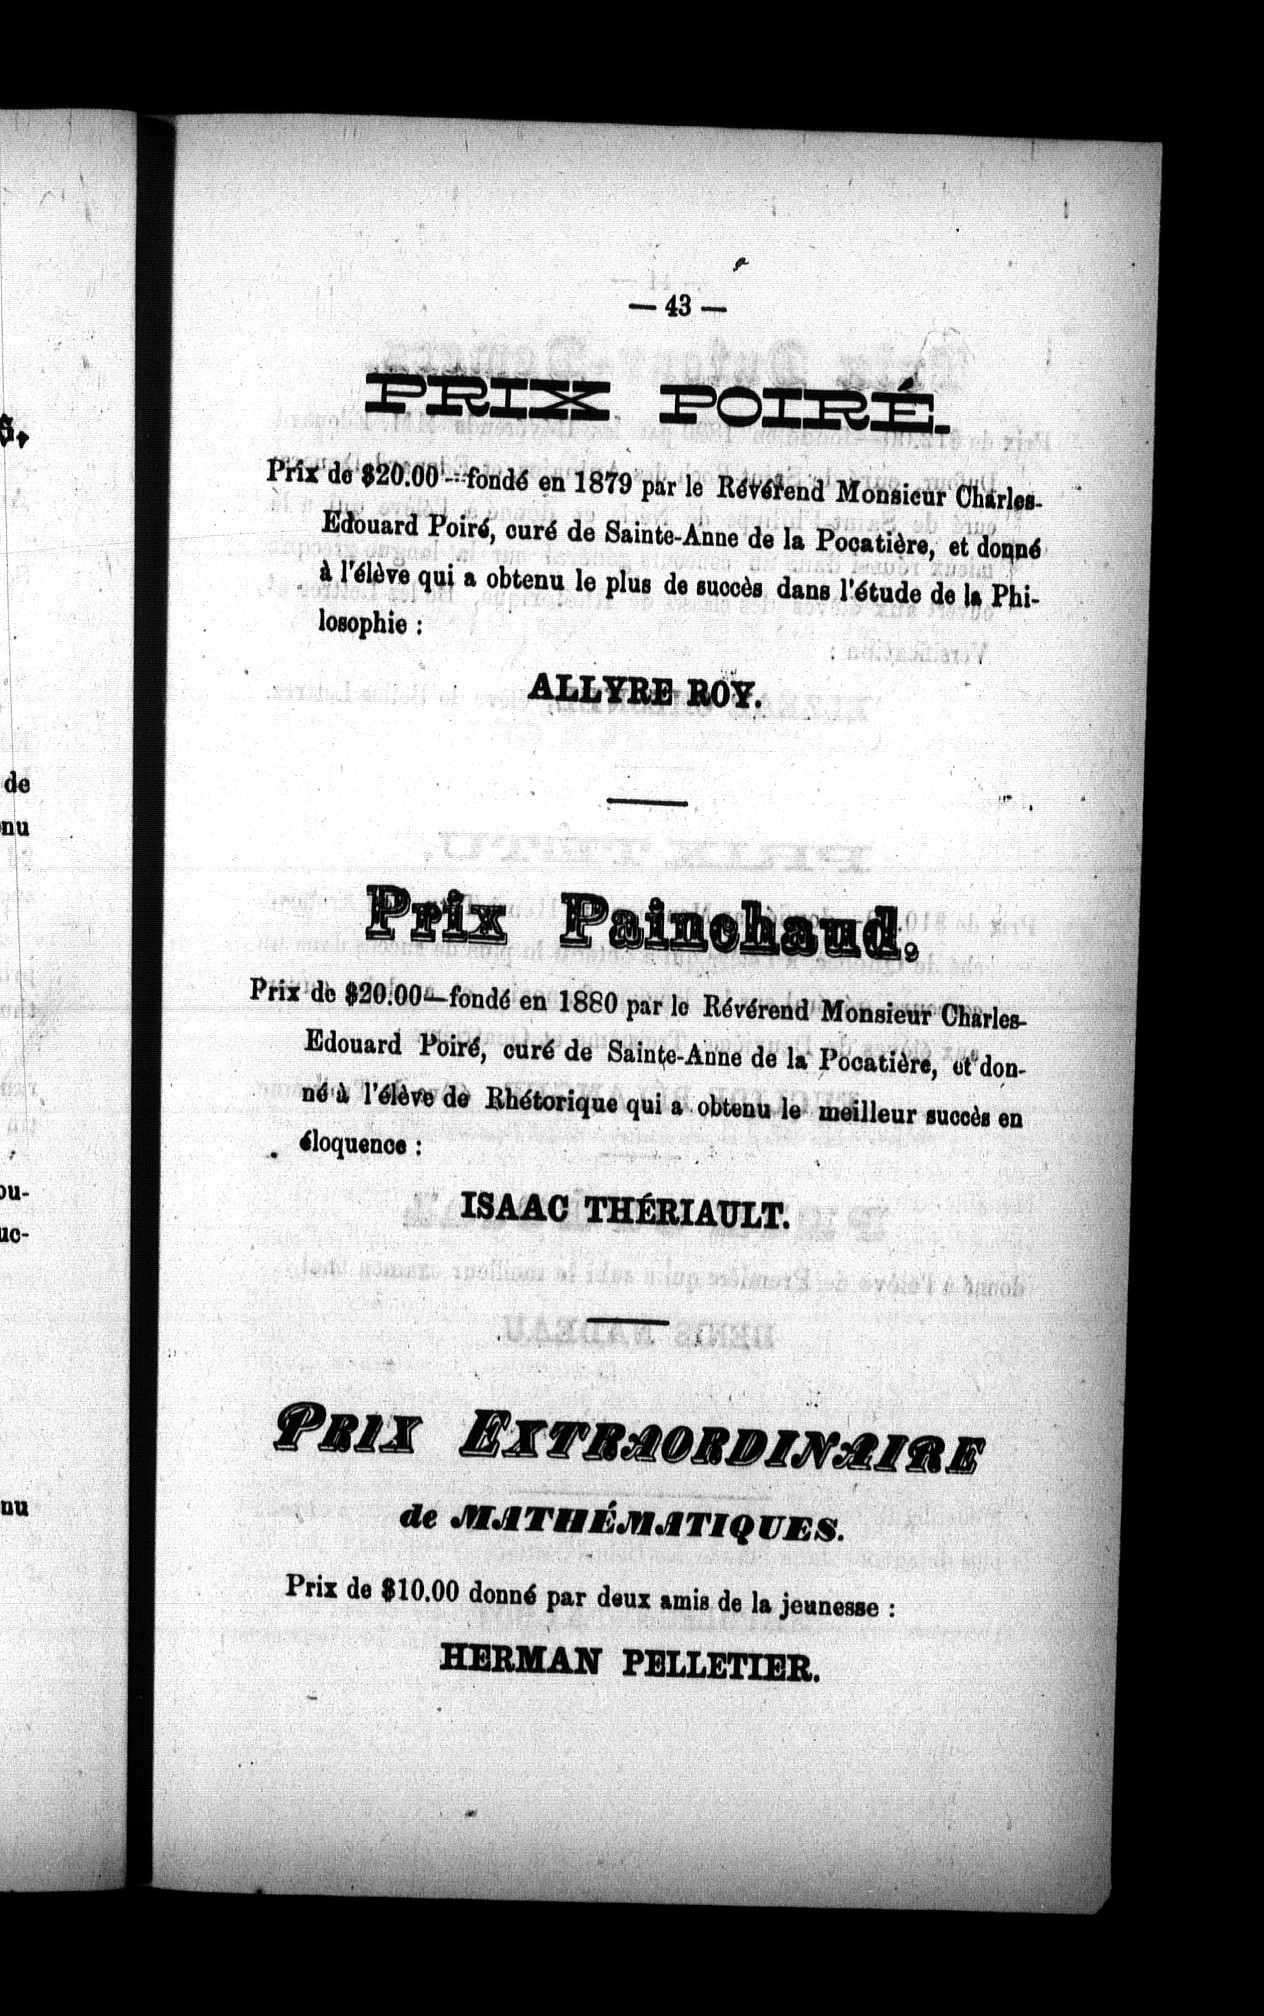 — 43 —
PRIX POIRÉ.
Prix de $20.00—fondé en 1879 par le Révérend Monsieur Charles-
Edouard Poiré, curé de Sainte-Anne de la Pocatière, et donné
à l'élève qui a obtenu le plus de succès dans l'étude de la Phi-
losophie :
ALLYRE ROY.
Prix Painchaud,
Prix de $20.00—fondé en 1880 par le Révérend Monsieur Charles-
Edouard Poiré, curé de Sainte-Anne de la Pocatière, et don-
né à l'élève de Rhétorique qui a obtenu le meilleur succès en
éloquence :
ISAAC THÉRIAULT.
PRIX EXTRAORDINAIRE
de MATHÉMATIQUES.
Prix de $10.00 donné par deux amis de la jeunesse :
HERMAN PELLETIER.
de
nu
ou-
uc-
nu